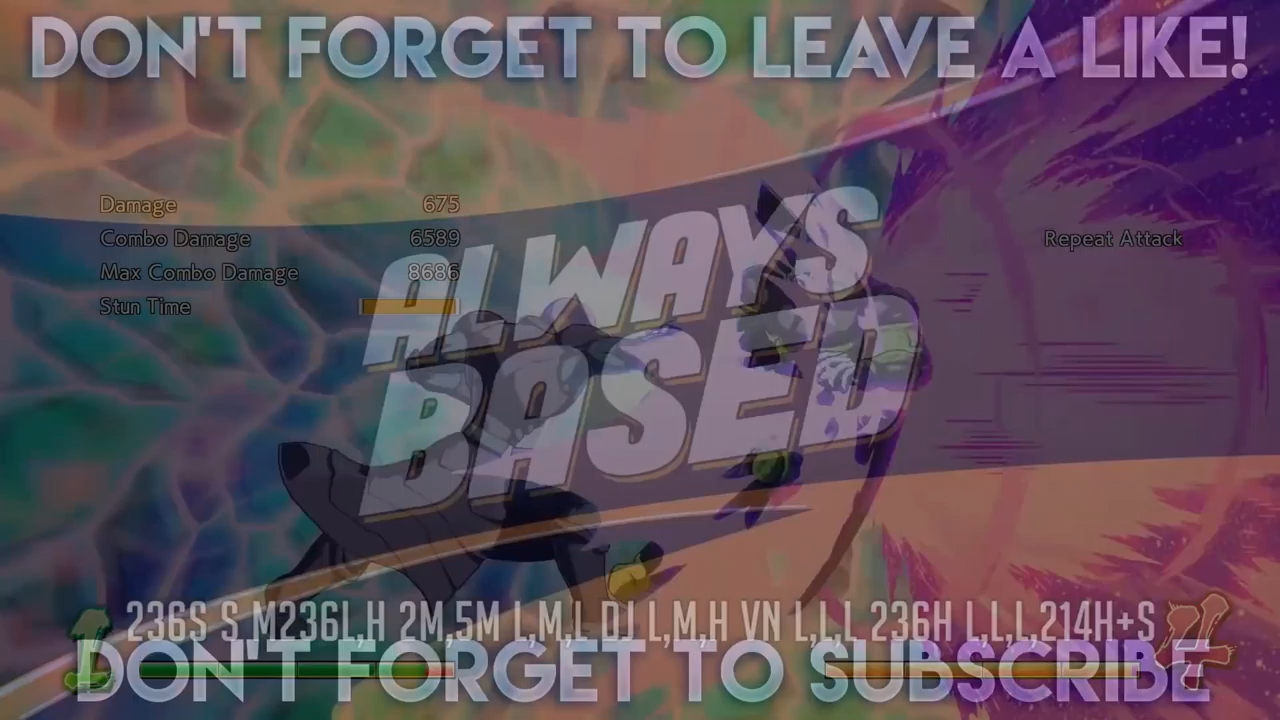 DON'T FORGET TO LEAVE A LIKE!
Damage 675
Combo Damage 6589
Max Combo Damage 8686
Stun Time
Repeat Attack
ALWAYS
BASED
236S S M236L,H 2M,5M L,M,L DJ L,M,H VN L,L,L 236H L,L,L,214H+S
DON'T FORGET TO SUBSCRIBE